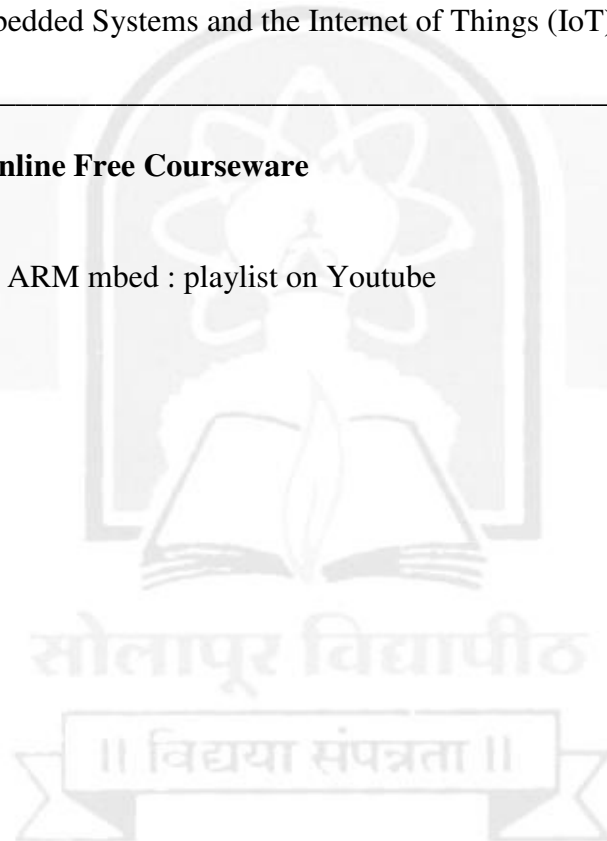 bedded Systems and the Internet of Things (IoT)
nline Free Courseware
ARM mbed : playlist on Youtube
सोलापूर विद्यापीठ
॥ विद्यया संपन्नता ॥